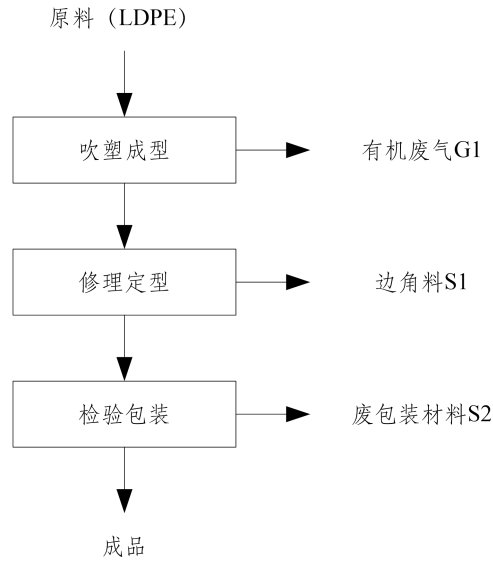 原料（LDPE）
吹塑成型
有机废气G1
修理定型
边角料S1
检验包装
废包装材料S2
成品